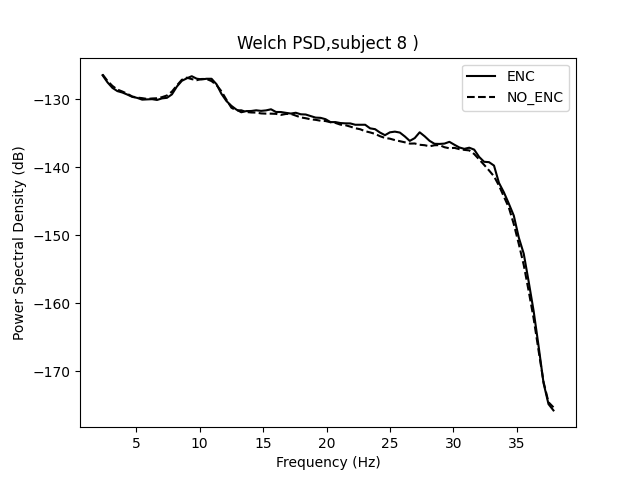 Welch PSD,subject 8 )
ENC
NO_ENC
Power Spectral Density (dB)
−130
−140
−150
−160
−170
5 10 15 20 25 30 35
Frequency (Hz)